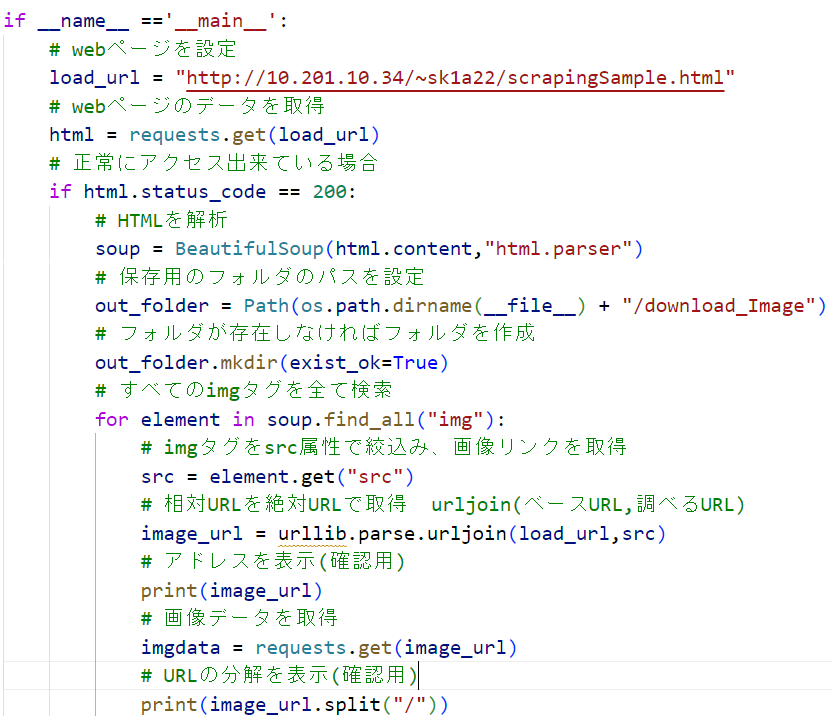 if __name__ =='__main__':
    # webページを設定
    load_url = "http://10.201.10.34/~sk1a22/scrapingSample.html"
    # webページのデータを取得
    html = requests.get(load_url)
    # 正常にアクセス出来ている場合
    if html.status_code == 200:
        # HTMLを解析
        soup = BeautifulSoup(html.content,"html.parser")
        # 保存用のフォルダのパスを設定
        out_folder = Path(os.path.dirname(__file__) + "/download_Image")
        # フォルダが存在しなければフォルダを作成
        out_folder.mkdir(exist_ok=True)
        # すべてのimgタグを全て検索
        for element in soup.find_all("img"):
            # imgタグをsrc属性で絞込み、画像リンクを取得
            src = element.get("src")
            # 相対URLを絶対URLで取得　urljoin(ベースURL,調べるURL)
            image_url = urllib.parse.urljoin(load_url,src)
            # アドレスを表示(確認用)
            print(image_url)
            # 画像データを取得
            imgdata = requests.get(image_url)
            # URLの分解を表示(確認用)
            print(image_url.split("/"))